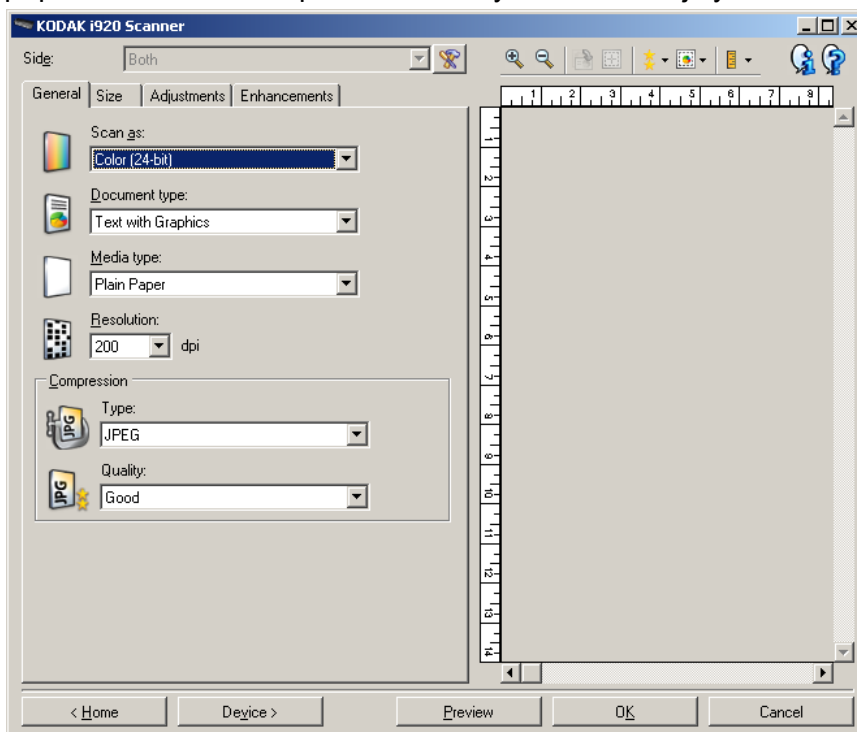 KODAK i920 Scanner
Side: Both
General Size Adjustments Enhancements
Scan as:
Color (24-bit)
Document type:
Text with Graphics
Media type:
Plain Paper
Resolution:
200 dpi
Compression
Type:
JPG
JPEG
Quality:
JPG
Good
1 2 3 4 5 6 7 8
1
2
3
4
5
6
7
8
9
10
11
12
13
14
< Home Device > Preview OK Cancel